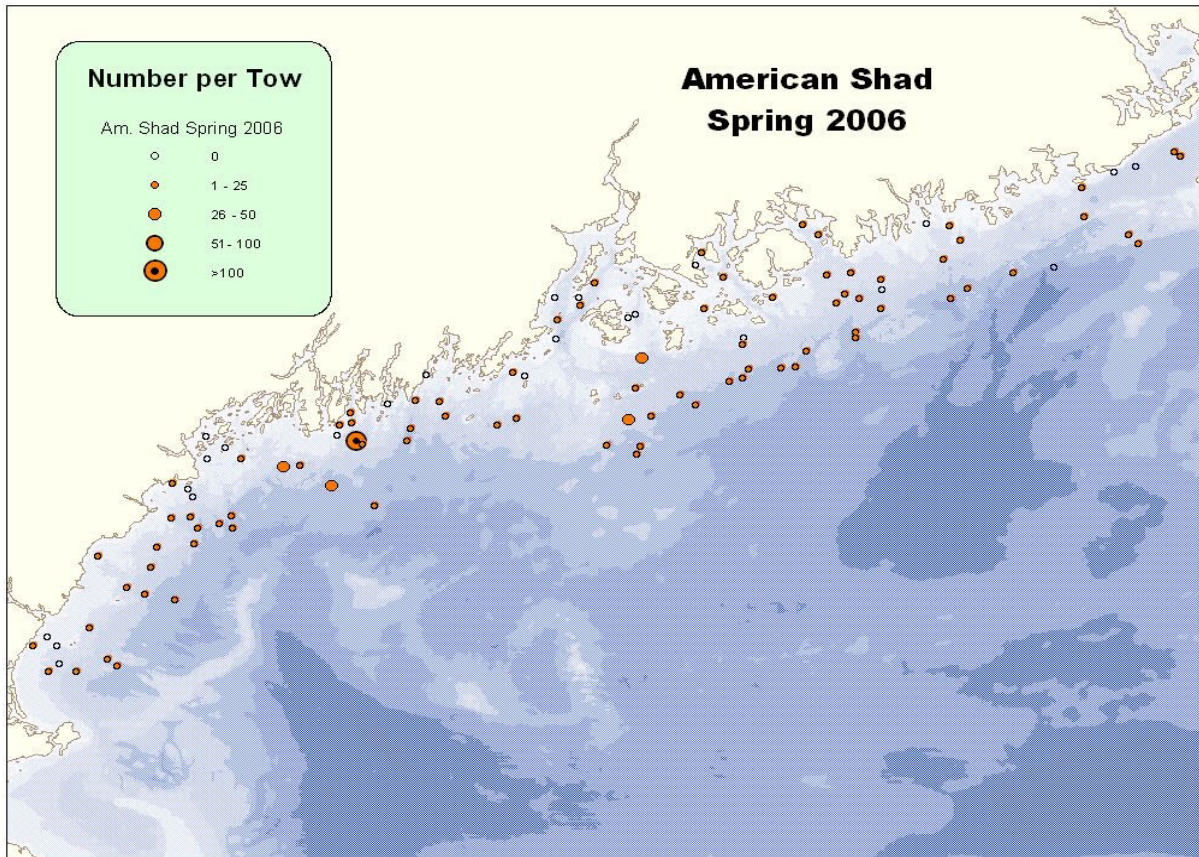 Number per Tow
Am. Shad Spring 2006
0
1 - 25
26 - 50
51 - 100
>100
American Shad
Spring 2006